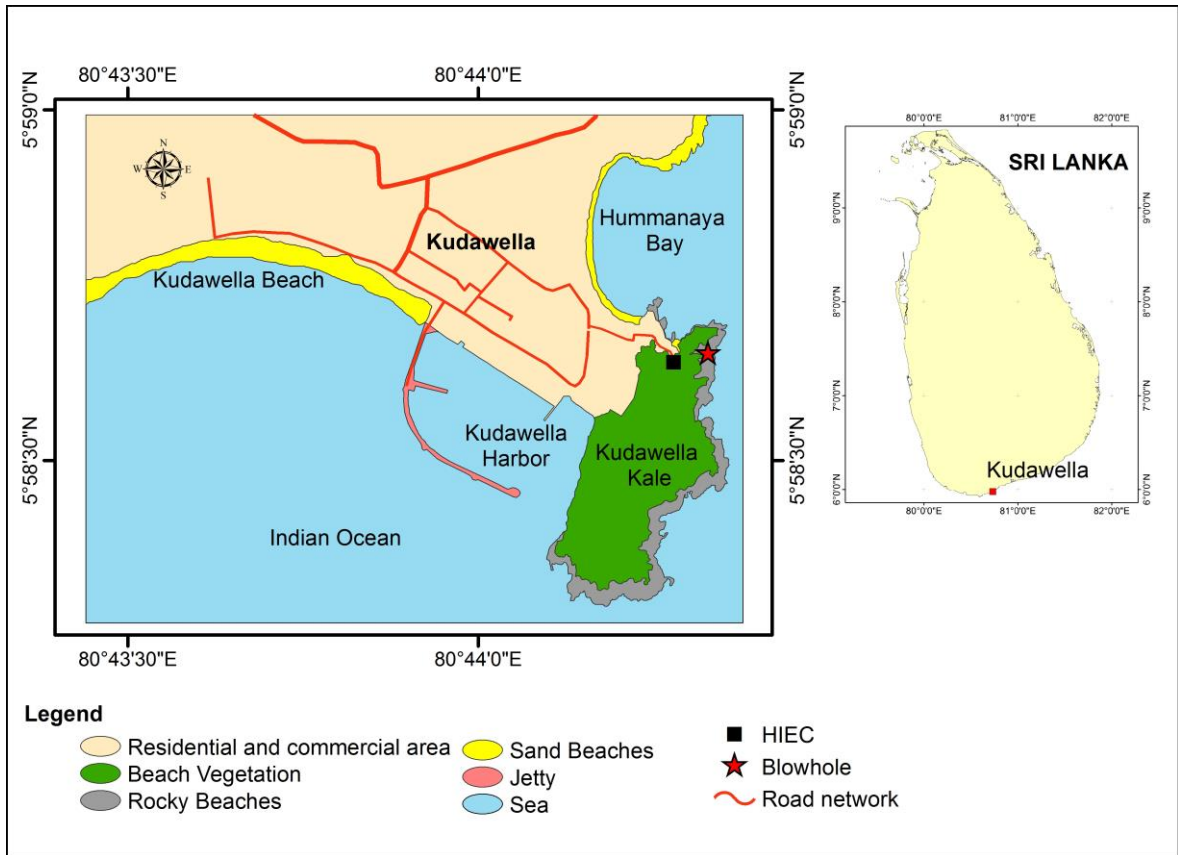 80°43'30"E
80°44'0"E
5°59'0"N
5°59'0"N
N
W
E
S
Hummanaya
Bay
Kudawella
Kudawella Beach
Kudawella
Harbor
Kudawella
Kale
Indian Ocean
5°58'30"N
5°58'30"N
80°43'30"E
80°44'0"E
80°0'0"E
81°0'0"E
82°0'0"E
SRI LANKA
9°0'0"N
9°0'0"N
8°0'0"N
8°0'0"N
7°0'0"N
7°0'0"N
Kudawella
6°0'0"N
6°0'0"N
80°0'0"E
81°0'0"E
82°0'0"E
Legend
Residential and commercial area
Beach Vegetation
Rocky Beaches
Sand Beaches
Jetty
Sea
HIEC
Blowhole
Road network